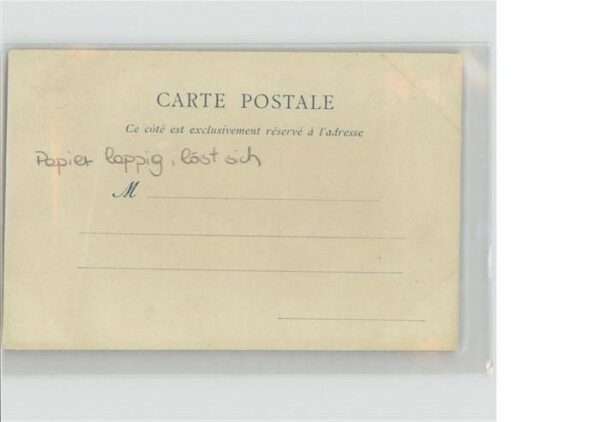 CARTE POSTALE
Ce côté est exclusivement réservé à l'adresse
Papier lappig, löst sich
M